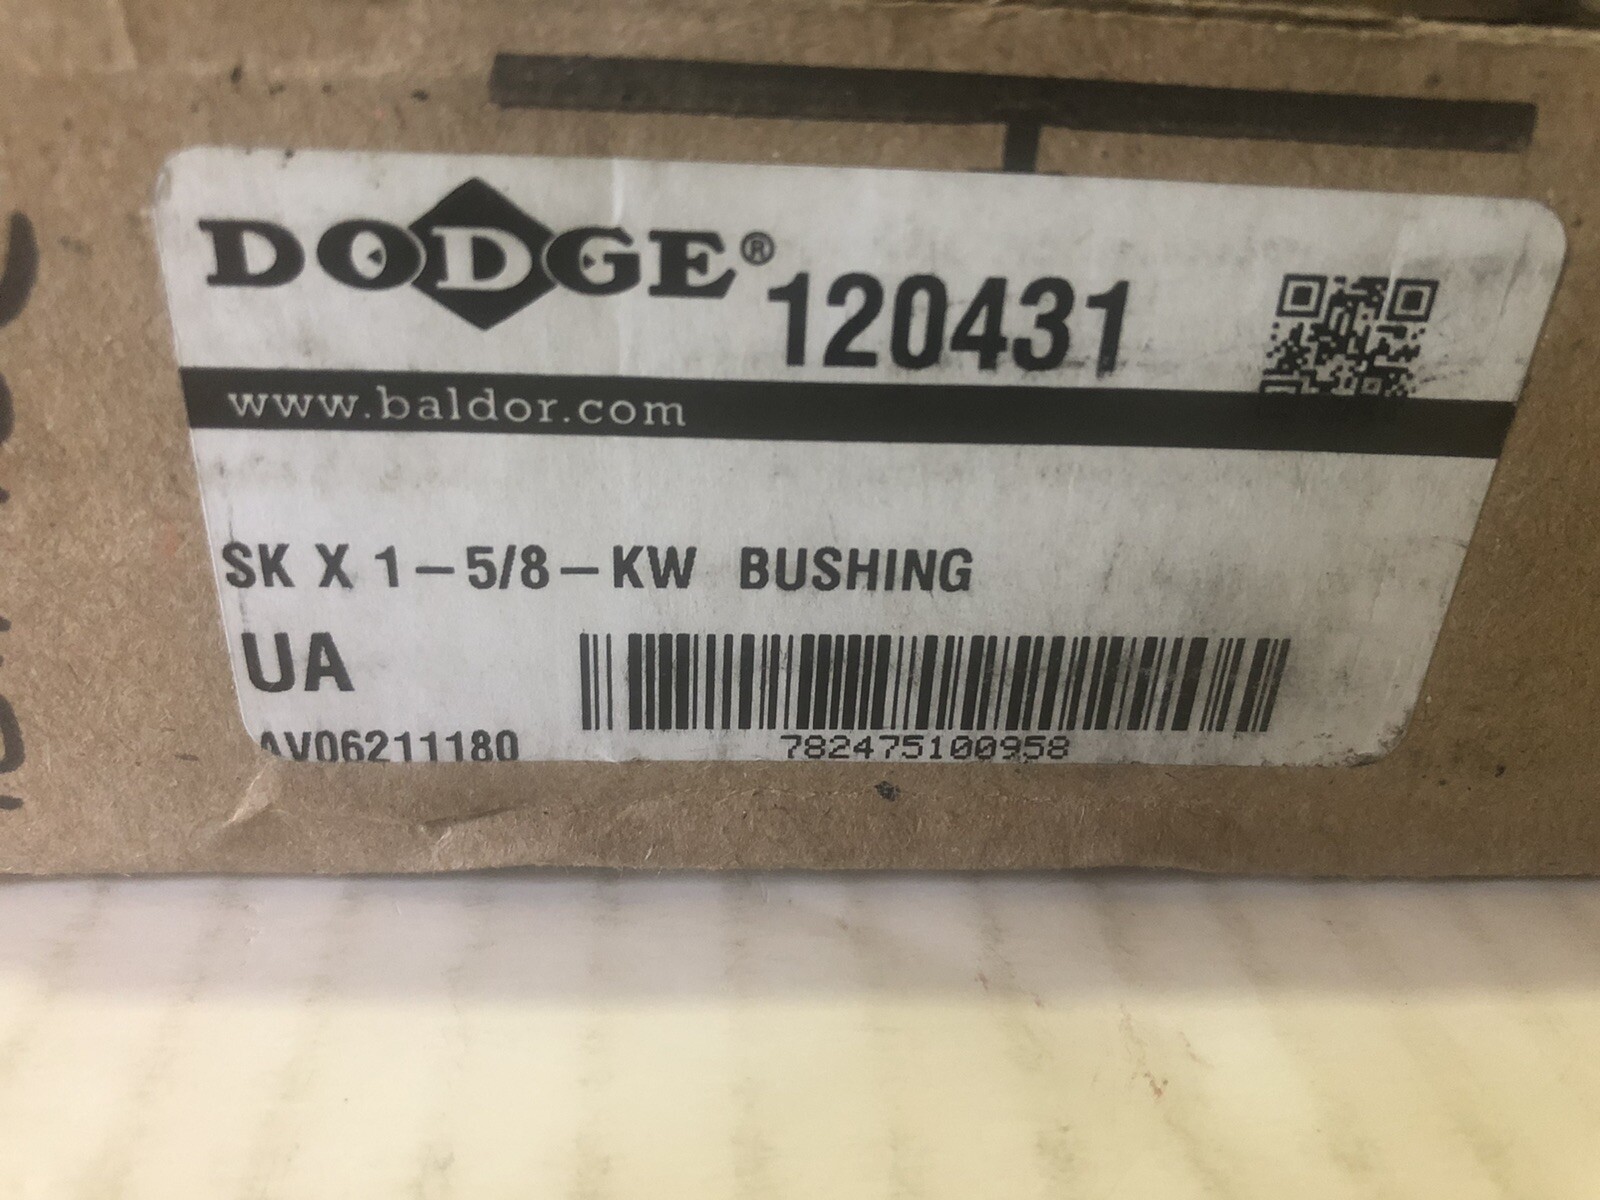 DODGE® 120431
www.baldor.com
SK X 1-5/8-KW BUSHING
UA
AV06211180
782475100958